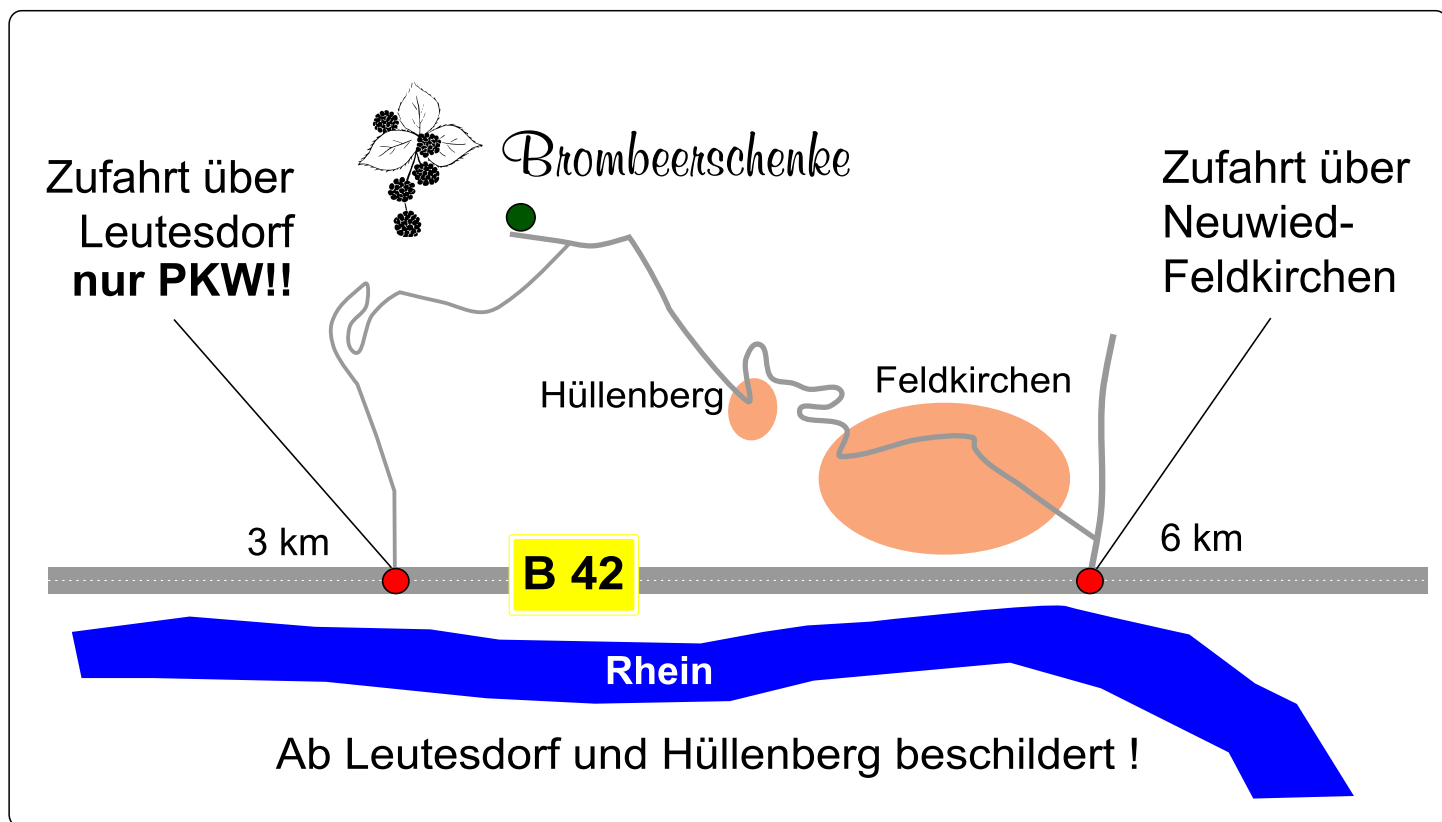 Brombeerschenke
Zufahrt über
Leutesdorf
nur PKW!!
Zufahrt über
Neuwied-
Feldkirchen
Hüllenberg
Feldkirchen
3 km
B 42
6 km
Rhein
Ab Leutesdorf und Hüllenberg beschildert !